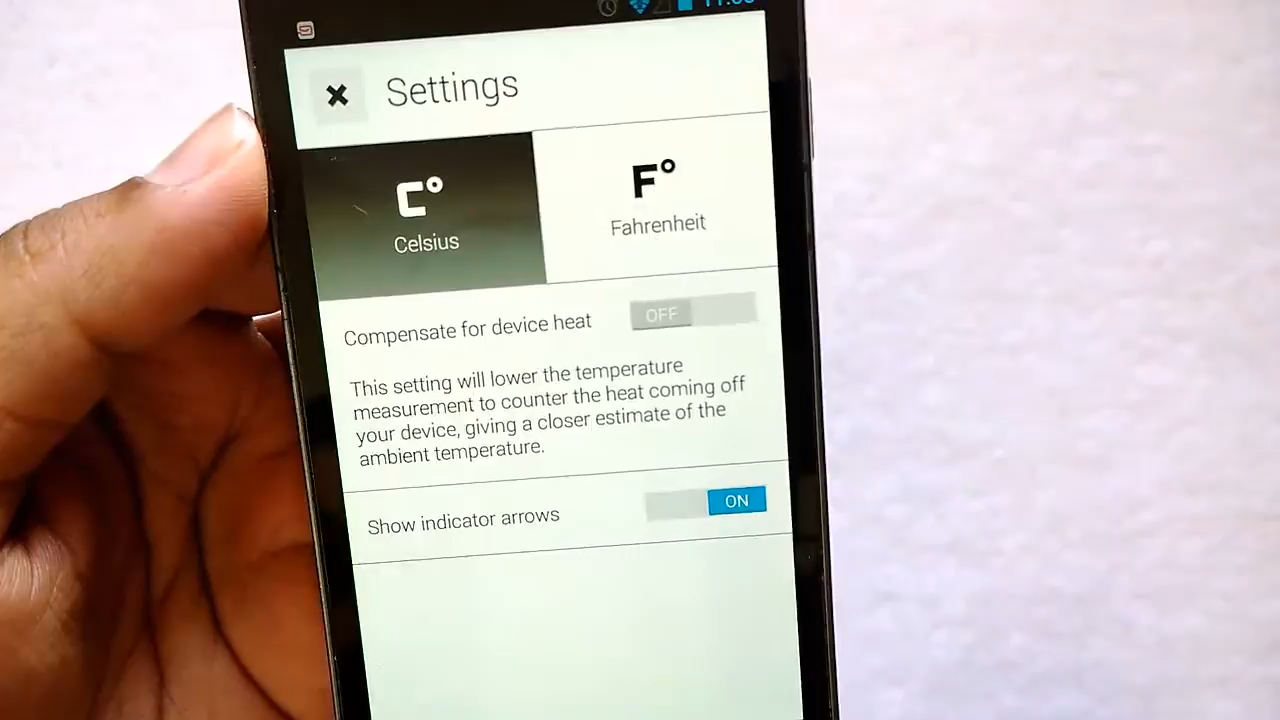 Settings
C°
F°
Celsius
Fahrenheit
Compensate for device heat
OFF
This setting will lower the temperature
measurement to counter the heat coming off
your device, giving a closer estimate of the
ambient temperature.
Show indicator arrows
ON